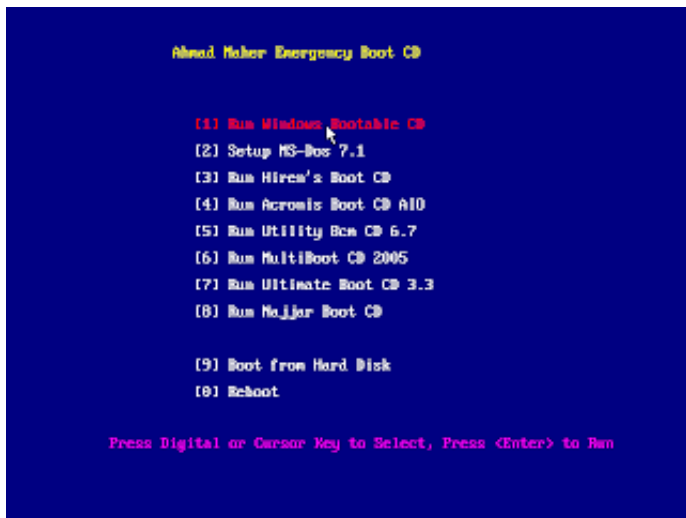 Ahmad Maher Emergency Boot CD
[1] Run Windows Bootable CD
[2] Setup MS-Dos 7.1
[3] Run Hiren's Boot CD
[4] Run Acronis Boot CD AIO
[5] Run Utility Bcm CD 6.7
[6] Run MultiBoot CD 2005
[7] Run Ultimate Boot CD 3.3
[8] Run Najjar Boot CD
[9] Boot from Hard Disk
[0] Reboot
Press Digital or Cursor Key to Select, Press <Enter> to Run